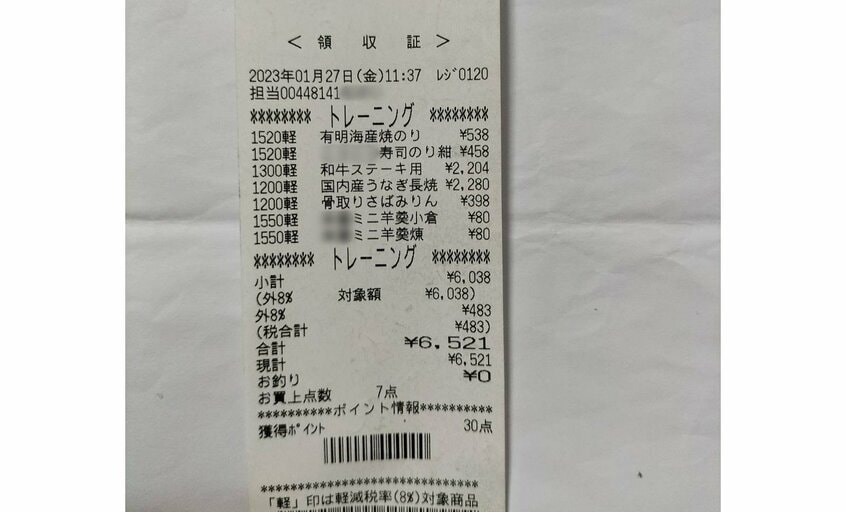 < 領 収 証 >
2023年01月27日(金)11:37 ﾚｼﾞ0120
担当00448141
******** トレーニング ********
1520軽 有明海産焼のり ¥538
1520軽 寿司のり紺 ¥458
1300軽 和牛ステーキ用 ¥2,204
1200軽 国内産うなぎ長焼 ¥2,280
1200軽 骨取りさばみりん ¥398
1550軽 ミニ羊羹小倉 ¥80
1550軽 ミニ羊羹煉 ¥80
******** トレーニング ********
小計 ¥6,038
(外8% 対象額 ¥6,038)
外8% ¥483
(税合計 ¥483)
合計 ¥6,521
現計 ¥6,521
お釣り ¥0
お買上点数 7点
**********ポイント情報**********
獲得ﾎﾟｲﾝﾄ 30点
******************************
「軽」印は軽減税率(8%)対象商品